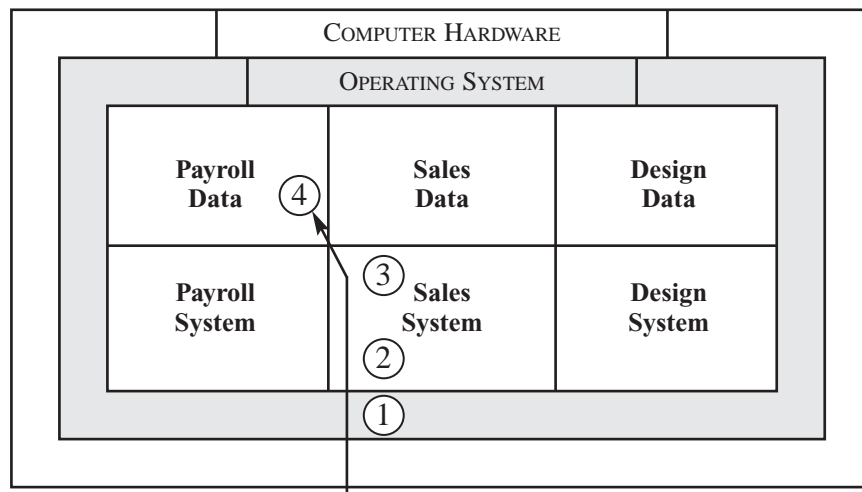 COMPUTER HARDWARE
OPERATING SYSTEM
Payroll
Data
4
Sales
Data
Design
Data
Payroll
System
3
Sales
System
Design
System
2
1